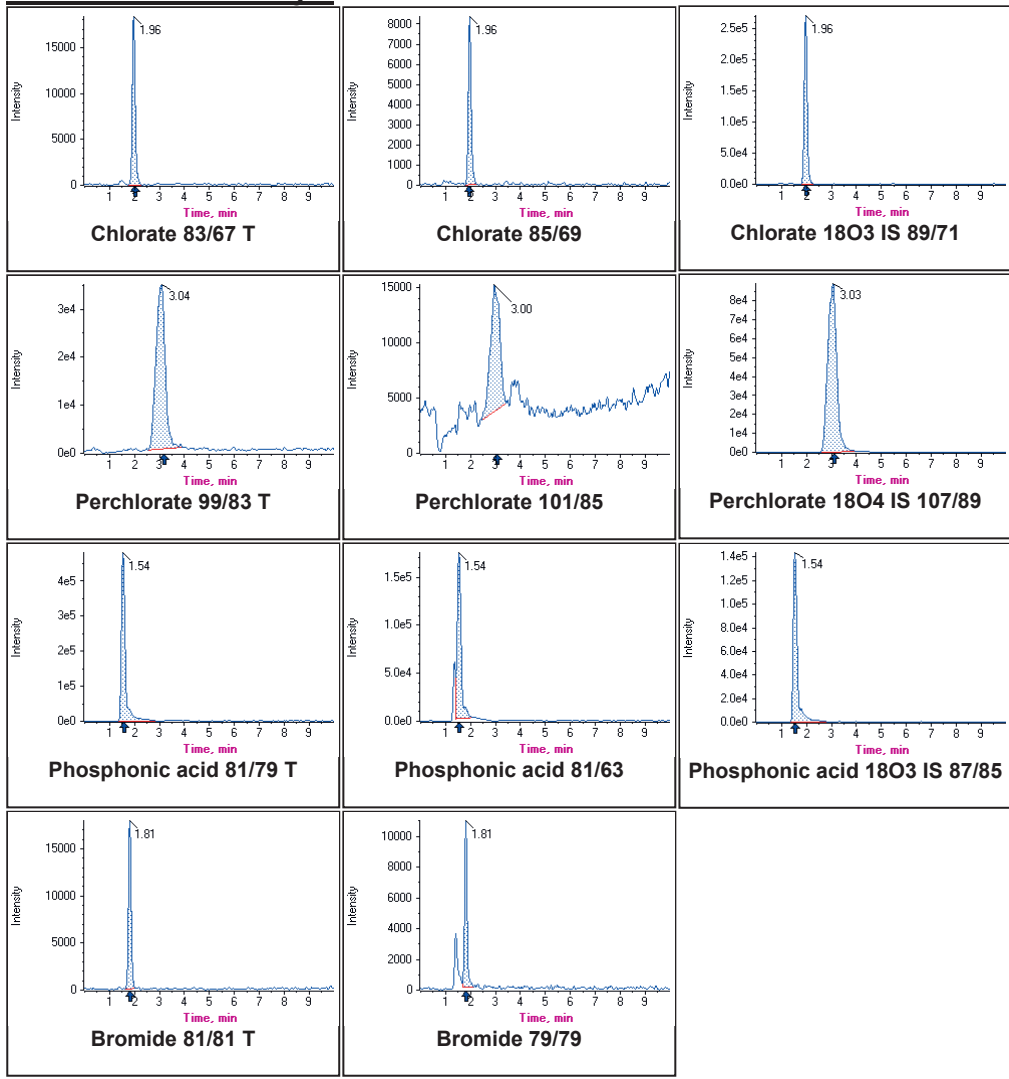 1.96
15000
10000
5000
0
Intensity
1 2 3 4 5 6 7 8 9
Time, min
Chlorate 83/67 T
1.96
8000
7000
6000
5000
4000
3000
2000
1000
0
Intensity
1 2 3 4 5 6 7 8 9
Time, min
Chlorate 85/69
1.96
2.5e5
2.0e5
1.5e5
1.0e5
5.0e4
0.0e0
Intensity
1 2 3 4 5 6 7 8 9
Time, min
Chlorate 18O3 IS 89/71
3.04
3e4
2e4
1e4
0e0
Intensity
1 2 3 4 5 6 7 8 9
Time, min
Perchlorate 99/83 T
15000
3.00
10000
5000
0
Intensity
1 2 3 4 5 6 7 8 9
Time, min
Perchlorate 101/85
3.03
8e4
7e4
6e4
5e4
4e4
3e4
2e4
1e4
0e0
Intensity
1 2 3 4 5 6 7 8 9
Time, min
Perchlorate 18O4 IS 107/89
1.54
4e5
3e5
2e5
1e5
0e0
Intensity
1 2 3 4 5 6 7 8 9
Time, min
Phosphonic acid 81/79 T
1.54
1.5e5
1.0e5
5.0e4
0.0e0
Intensity
1 2 3 4 5 6 7 8 9
Time, min
Phosphonic acid 81/63
1.4e5
1.54
1.2e5
1.0e5
8.0e4
6.0e4
4.0e4
2.0e4
0.0e0
Intensity
1 2 3 4 5 6 7 8 9
Time, min
Phosphonic acid 18O3 IS 87/85
1.81
15000
10000
5000
0
Intensity
1 2 3 4 5 6 7 8 9
Time, min
Bromide 81/81 T
1.81
10000
8000
6000
4000
2000
0
Intensity
1 2 3 4 5 6 7 8 9
Time, min
Bromide 79/79